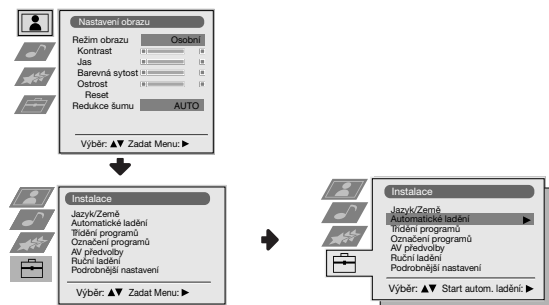 Nastavení obrazu
Režim obrazu Osobní
Kontrast
Jas
Barevná sytost
Ostrost
Reset
Redukce šumu AUTO
Výběr: ▲▼ Zadat Menu: ▶
Instalace
Jazyk/Země
Automatické ladění
Třídění programů
Označení programů
AV předvolby
Ruční ladění
Podrobnější nastavení
Výběr: ▲▼ Zadat Menu: ▶
Instalace
Jazyk/Země
Automatické ladění ▶
Třídění programů
Označení programů
AV předvolby
Ruční ladění
Podrobnější nastavení
Výběr: ▲▼ Start autom. ladění: ▶